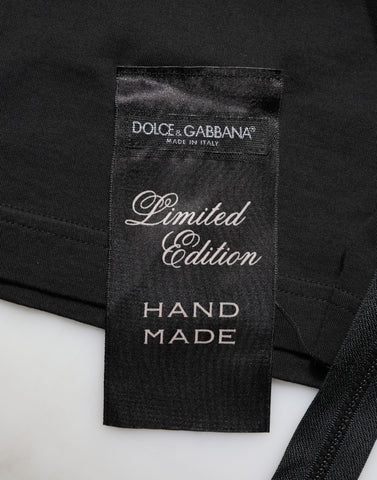 DOLCE & GABBANA®
MADE IN ITALY
Limited
Edition
HAND
MADE